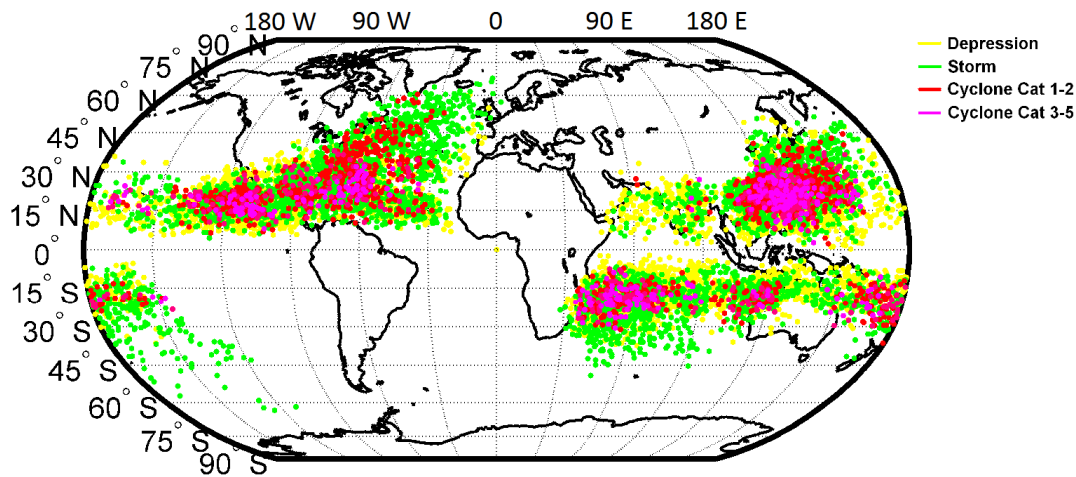 180 W 90 W 0 90 E 180 E
90° N
75° N
60° N
45° N
30° N
15° N
0°
15° S
30° S
45° S
60° S
75° S
90° S
Depression
Storm
Cyclone Cat 1-2
Cyclone Cat 3-5